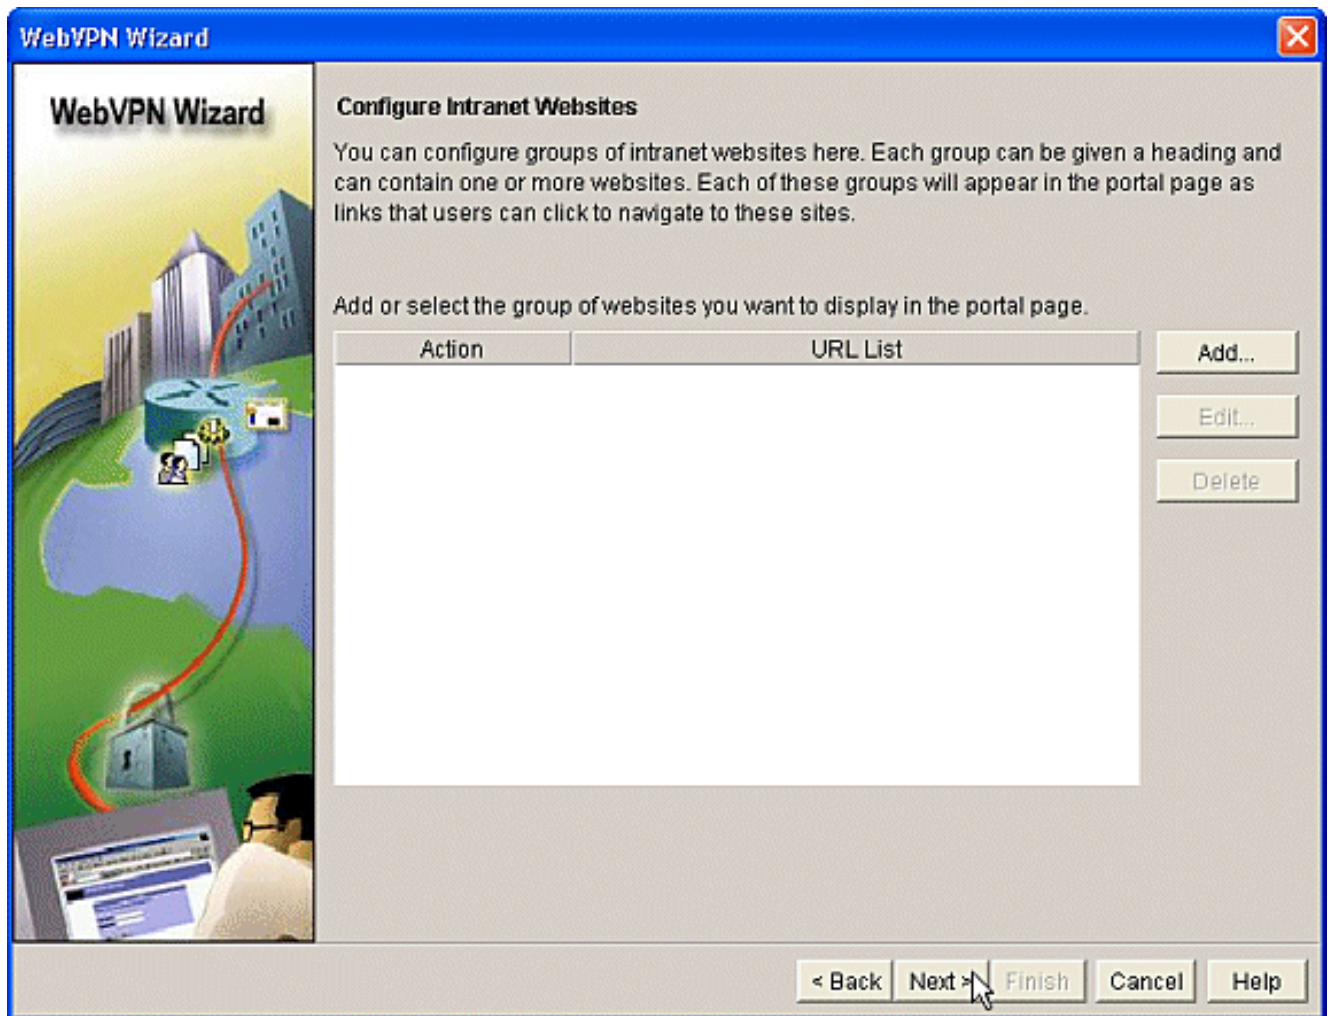 WebVPN Wizard
WebVPN Wizard
Configure Intranet Websites
You can configure groups of intranet websites here. Each group can be given a heading and
can contain one or more websites. Each of these groups will appear in the portal page as
links that users can click to navigate to these sites.
Add or select the group of websites you want to display in the portal page.
Action URL List
Add...
Edit...
Delete
< Back Next > Finish Cancel Help